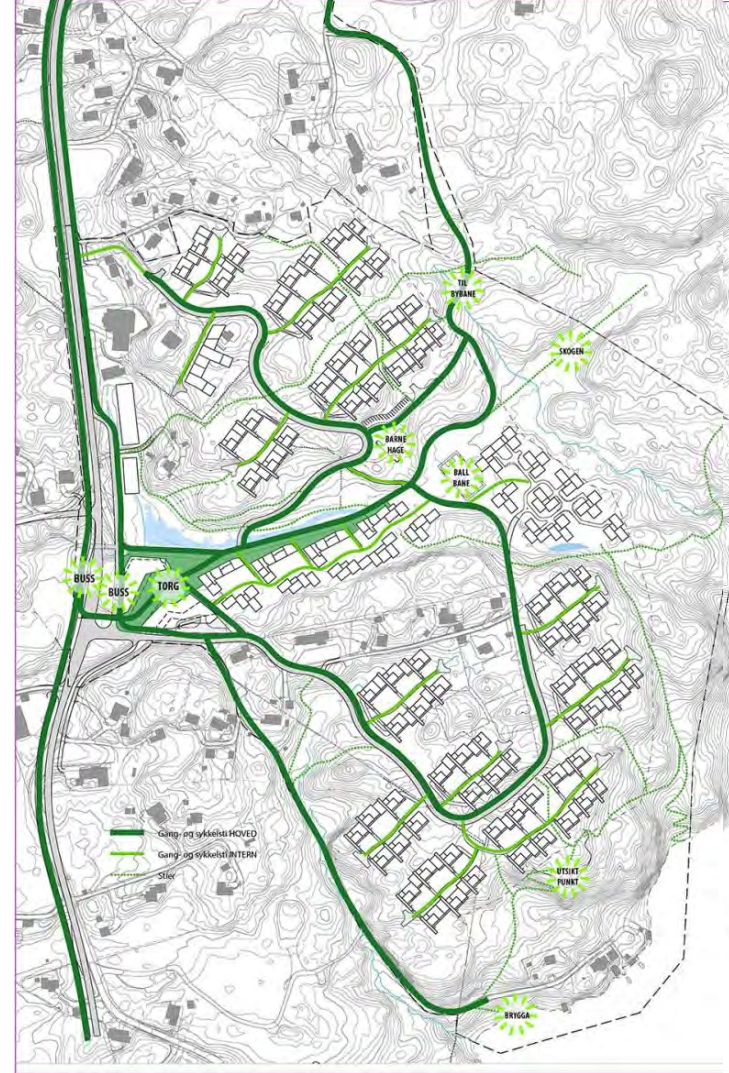 TIL
BYBANE
SKOGEN
BARNE
HAGE
BALL
BANE
BUSS
BUSS
TORG
Gang- og sykkelsti HOVED
Gang- og sykkelsti INTERN
Stier
UTSIKT
PUNKT
BRYGGA